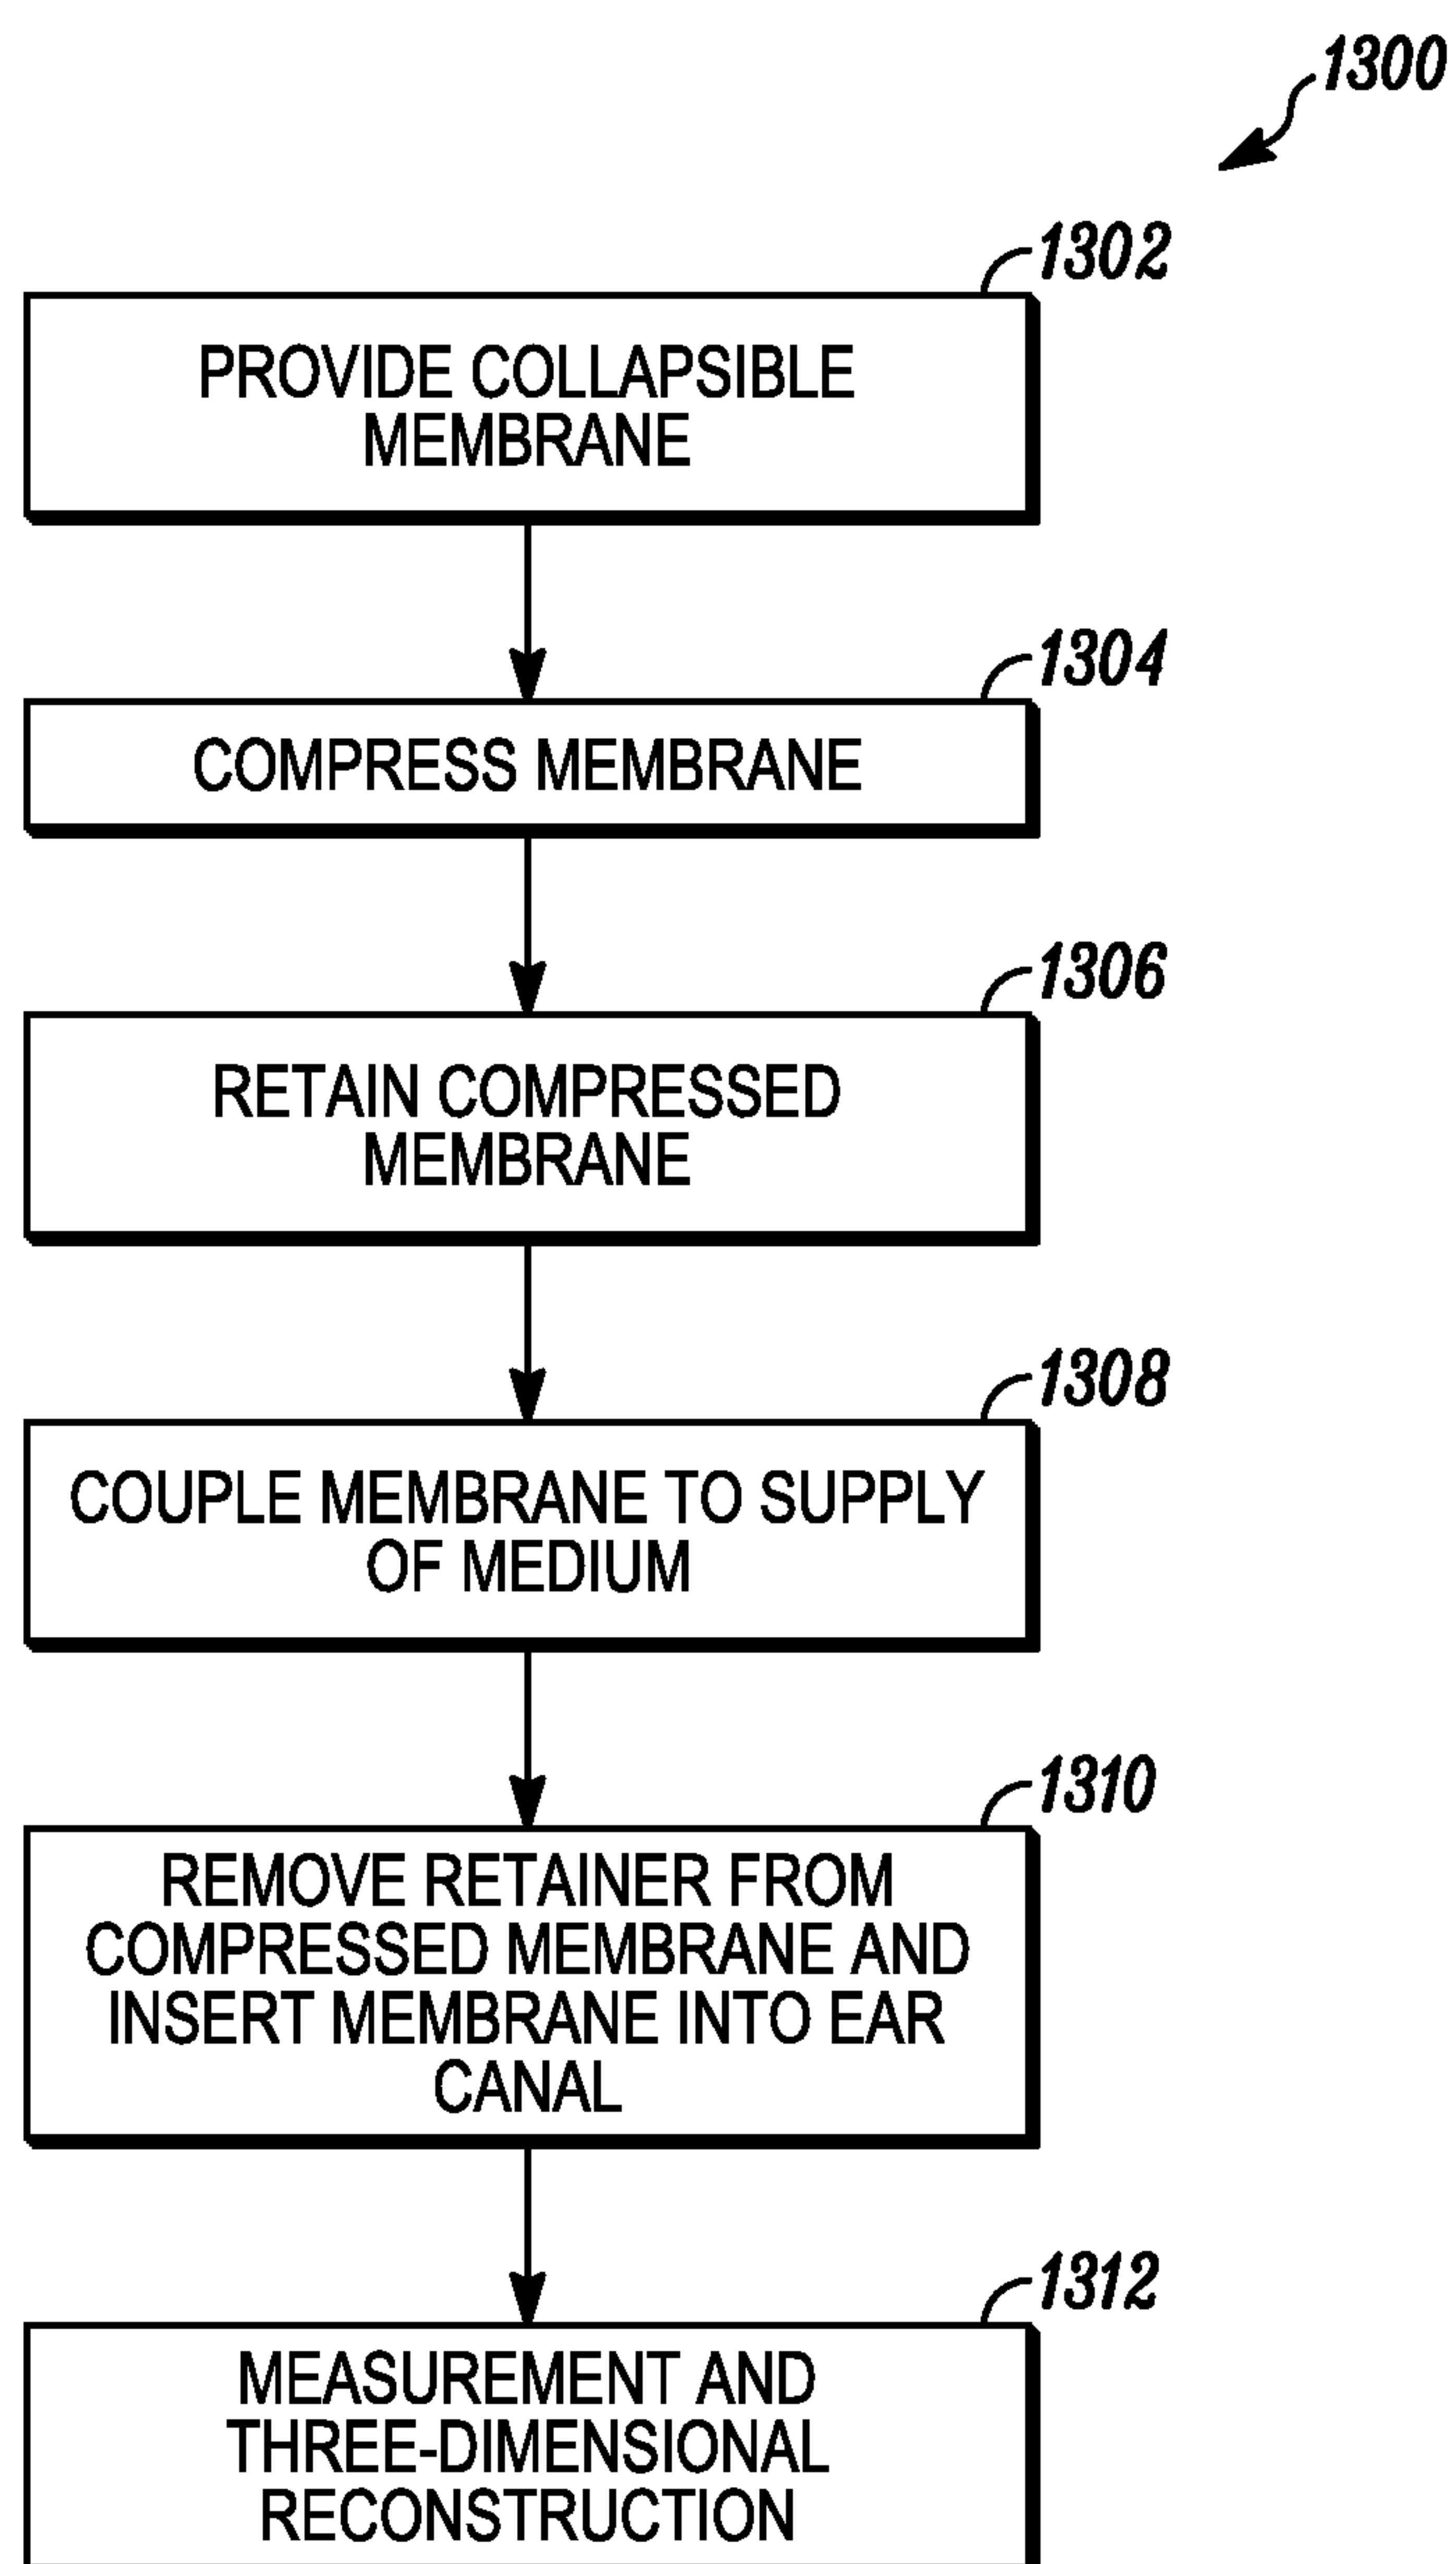 1300
1302
PROVIDE COLLAPSIBLE
MEMBRANE
1304
COMPRESS MEMBRANE
1306
RETAIN COMPRESSED
MEMBRANE
1308
COUPLE MEMBRANE TO SUPPLY
OF MEDIUM
1310
REMOVE RETAINER FROM
COMPRESSED MEMBRANE AND
INSERT MEMBRANE INTO EAR
CANAL
1312
MEASUREMENT AND
THREE-DIMENSIONAL
RECONSTRUCTION